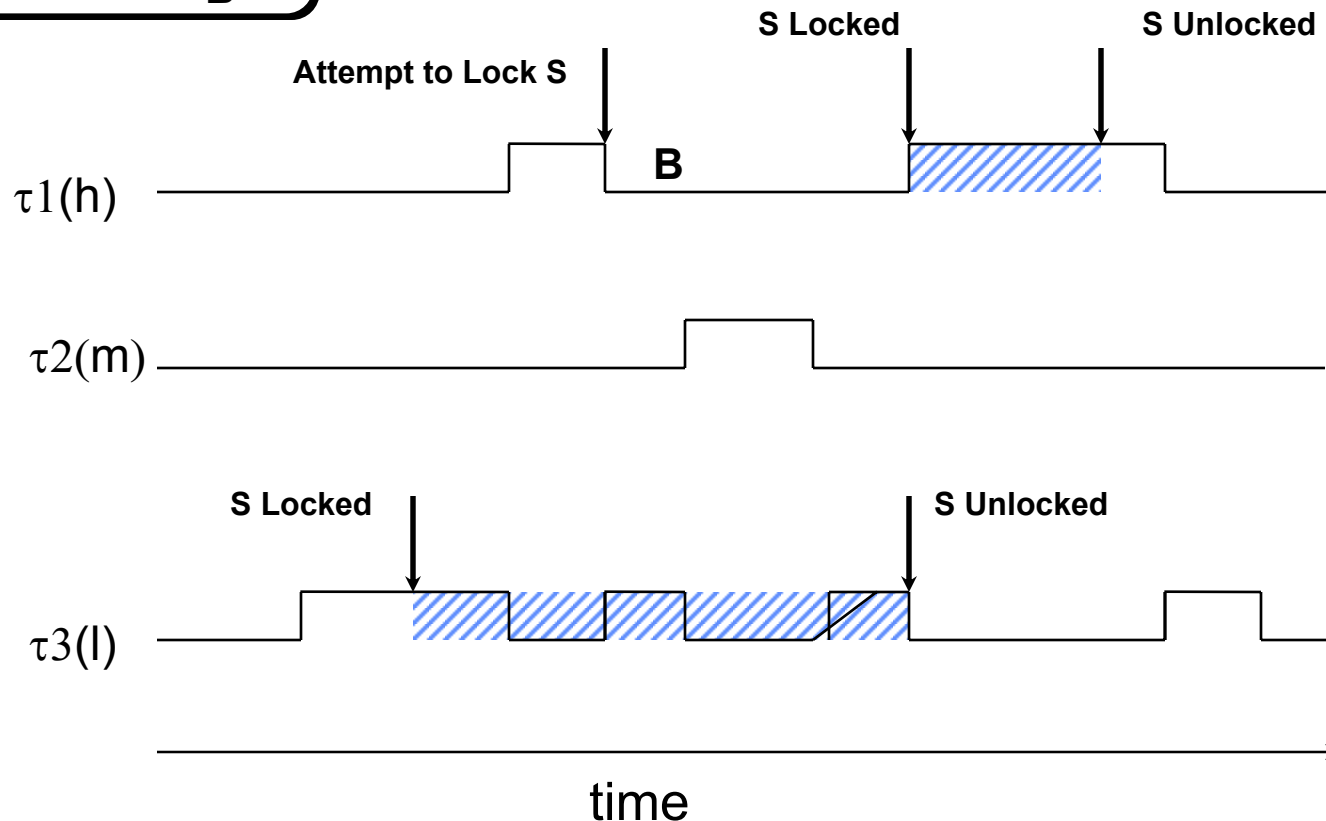 B
S Locked
S Unlocked
Attempt to Lock S
B
τ1(h)
τ2(m)
S Locked
S Unlocked
τ3(l)
time